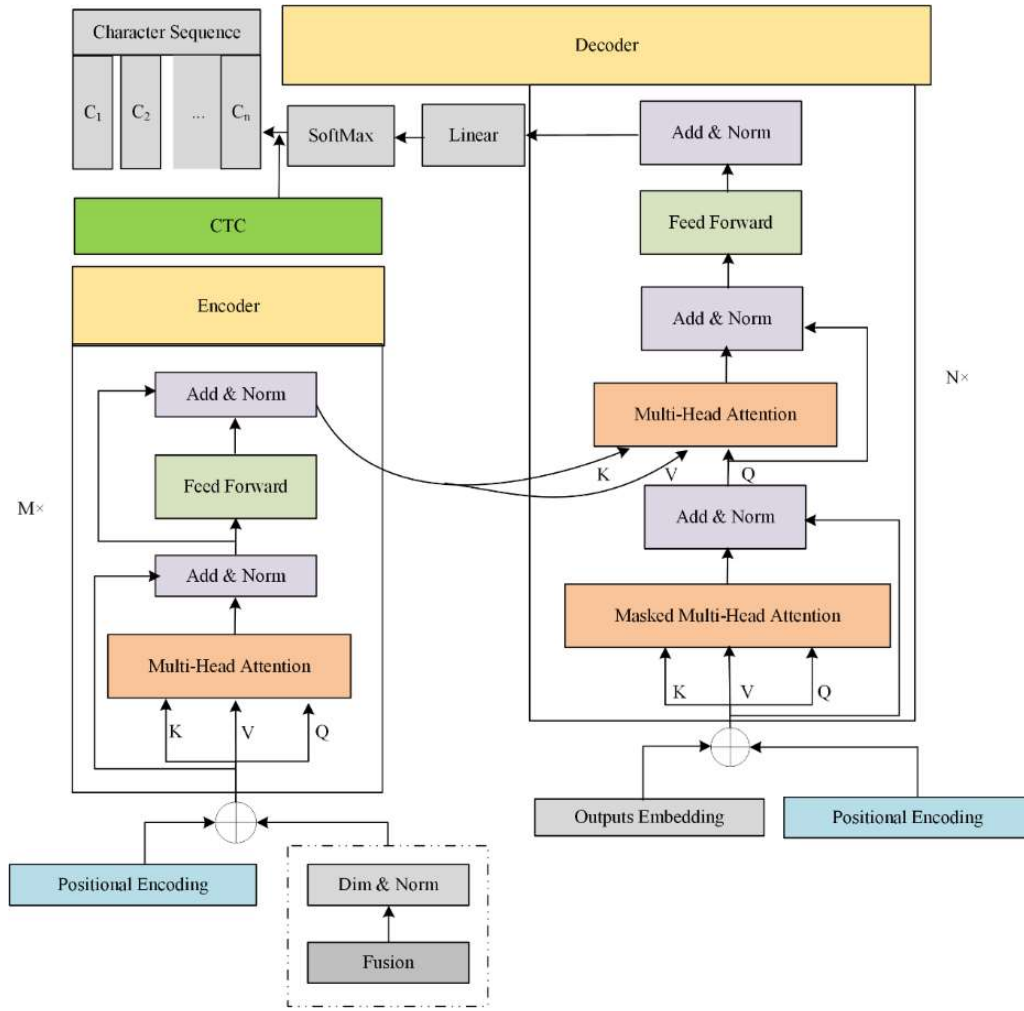 Character Sequence
C1 C2 ... Cn
Decoder
SoftMax
Linear
Add & Norm
Feed Forward
Add & Norm
Multi-Head Attention
K V Q
Add & Norm
Masked Multi-Head Attention
K V Q
N×
Outputs Embedding
Positional Encoding
CTC
Encoder
Add & Norm
Feed Forward
M×
Add & Norm
Multi-Head Attention
K V Q
Positional Encoding
Dim & Norm
Fusion